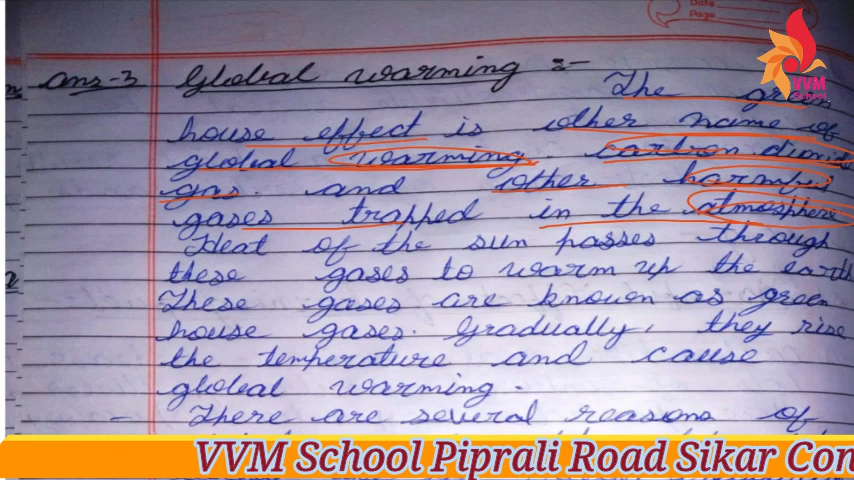 Date
Page
VVM
School
Ans-3 Global warming :-
The green
house effect is other name of
global warming. carbon dioxide
gas. and other harmful
gases trapped in the atmosphere
Heat of the sun passes through
these gases to warm up the earth
These gases are known as green
house gases. Gradually, they rise
the temperature and cause
global warming.
- There are several reasons of
VVM School Piprali Road Sikar Con